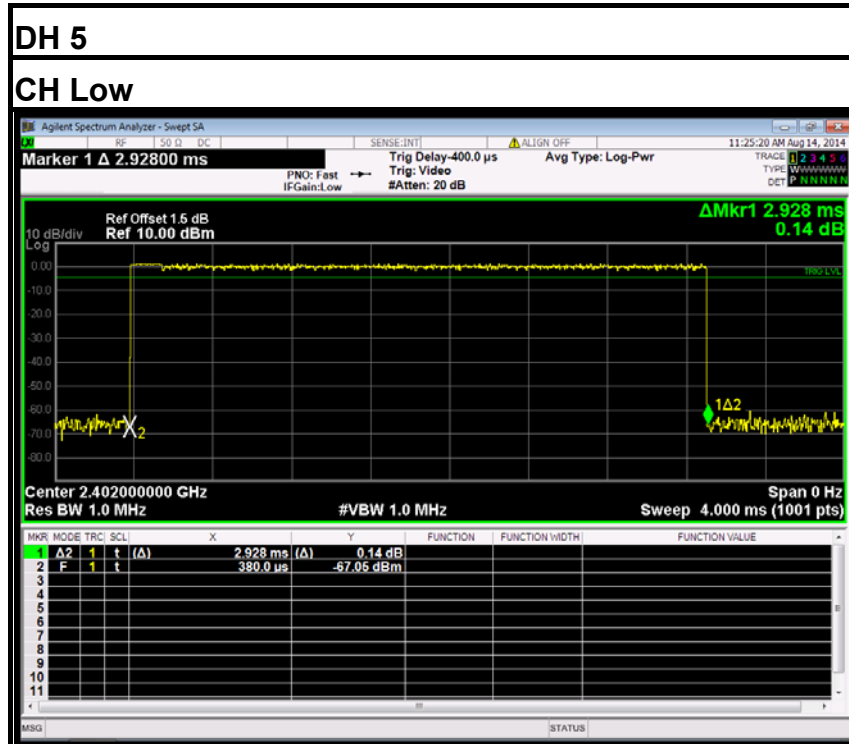 DH 5
CH Low
Agilent Spectrum Analyzer - Swept SA
LXI RF 50 Ω DC SENSE:INT ALIGN OFF 11:25:20 AM Aug 14, 2014
Marker 1 Δ 2.92800 ms Trig Delay-400.0 µs Avg Type: Log-Pwr TRACE 1 2 3 4 5 6
PNO: Fast Trig: Video TYPE WWWWWW
IFGain:Low #Atten: 20 dB DET P N N N N N
ΔMkr1 2.928 ms
0.14 dB
Ref Offset 1.5 dB
10 dB/div Ref 10.00 dBm
Log
0.00
TRIG LVL
-10.0
-20.0
-30.0
-40.0
-50.0
-60.0
1Δ2
-70.0
2
-80.0
Center 2.402000000 GHz Span 0 Hz
Res BW 1.0 MHz #VBW 1.0 MHz Sweep 4.000 ms (1001 pts)
MKR MODE TRC SCL X Y FUNCTION FUNCTION WIDTH FUNCTION VALUE
1 Δ2 1 t (Δ) 2.928 ms (Δ) 0.14 dB
2 F 1 t 380.0 µs -67.05 dBm
3
4
5
6
7
8
9
10
11
MSG STATUS